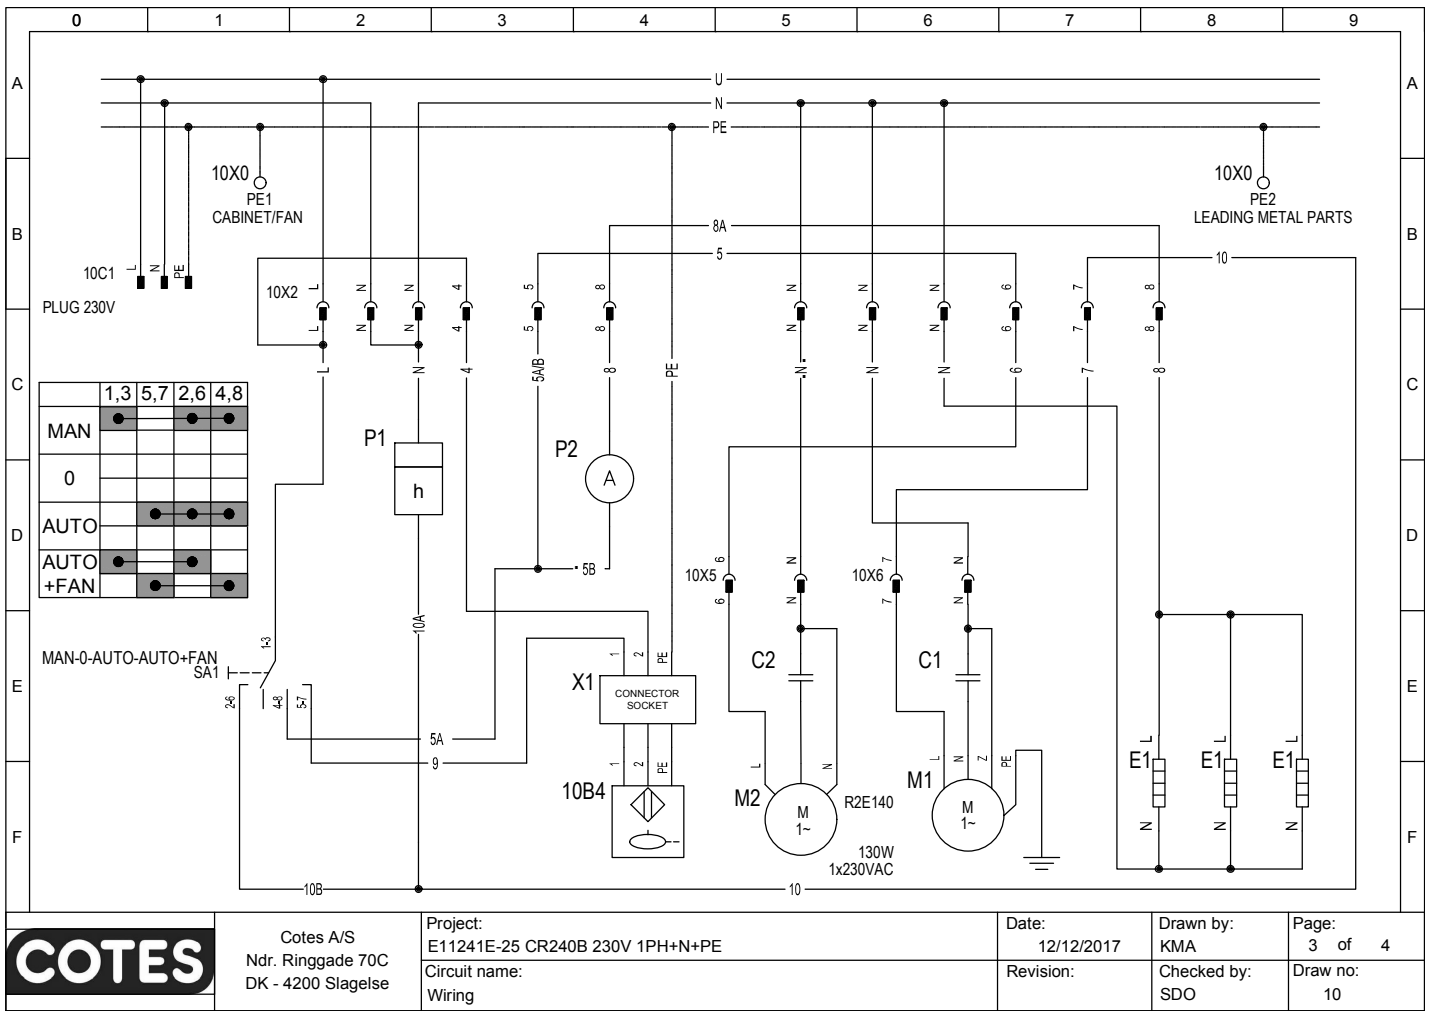 0 1 2 3 4 5 6 7 8 9
A A
U
N
PE
10X0
PE1
CABINET/FAN
10X0
PE2
LEADING METAL PARTS
B B
8A
5
10
10C1 L N PE
PLUG 230V
10X2 L N N 4 5 8 N N N 6 7 8
L N N 4 5 8 N N N 6 7 8
C C
L N 4 5A/B 8 PE N N N 6 7 8
1,3 5,7 2,6 4,8
MAN
0
AUTO
AUTO
+FAN
P1
h
P2
A
D D
5B
10X5 6 N
6 N
10X6 7 N
7 N
10A
1-3
MAN-0-AUTO-AUTO+FAN
SA1
2-6 4-8 5-7
E E
1 2 PE
X1
CONNECTOR
SOCKET
C2
C1
5A
9
1 2 PE
10B4
L N
M2
M
1~
R2E140
130W
1x230VAC
L N Z PE
M1
M
1~
L L L
E1 E1 E1
N N N
F F
10B
10
COTES
Cotes A/S
Ndr. Ringgade 70C
DK - 4200 Slagelse
Project:
E11241E-25 CR240B 230V 1PH+N+PE
Circuit name:
Wiring
Date:
12/12/2017
Revision:
Drawn by:
KMA
Checked by:
SDO
Page:
3 of 4
Draw no:
10